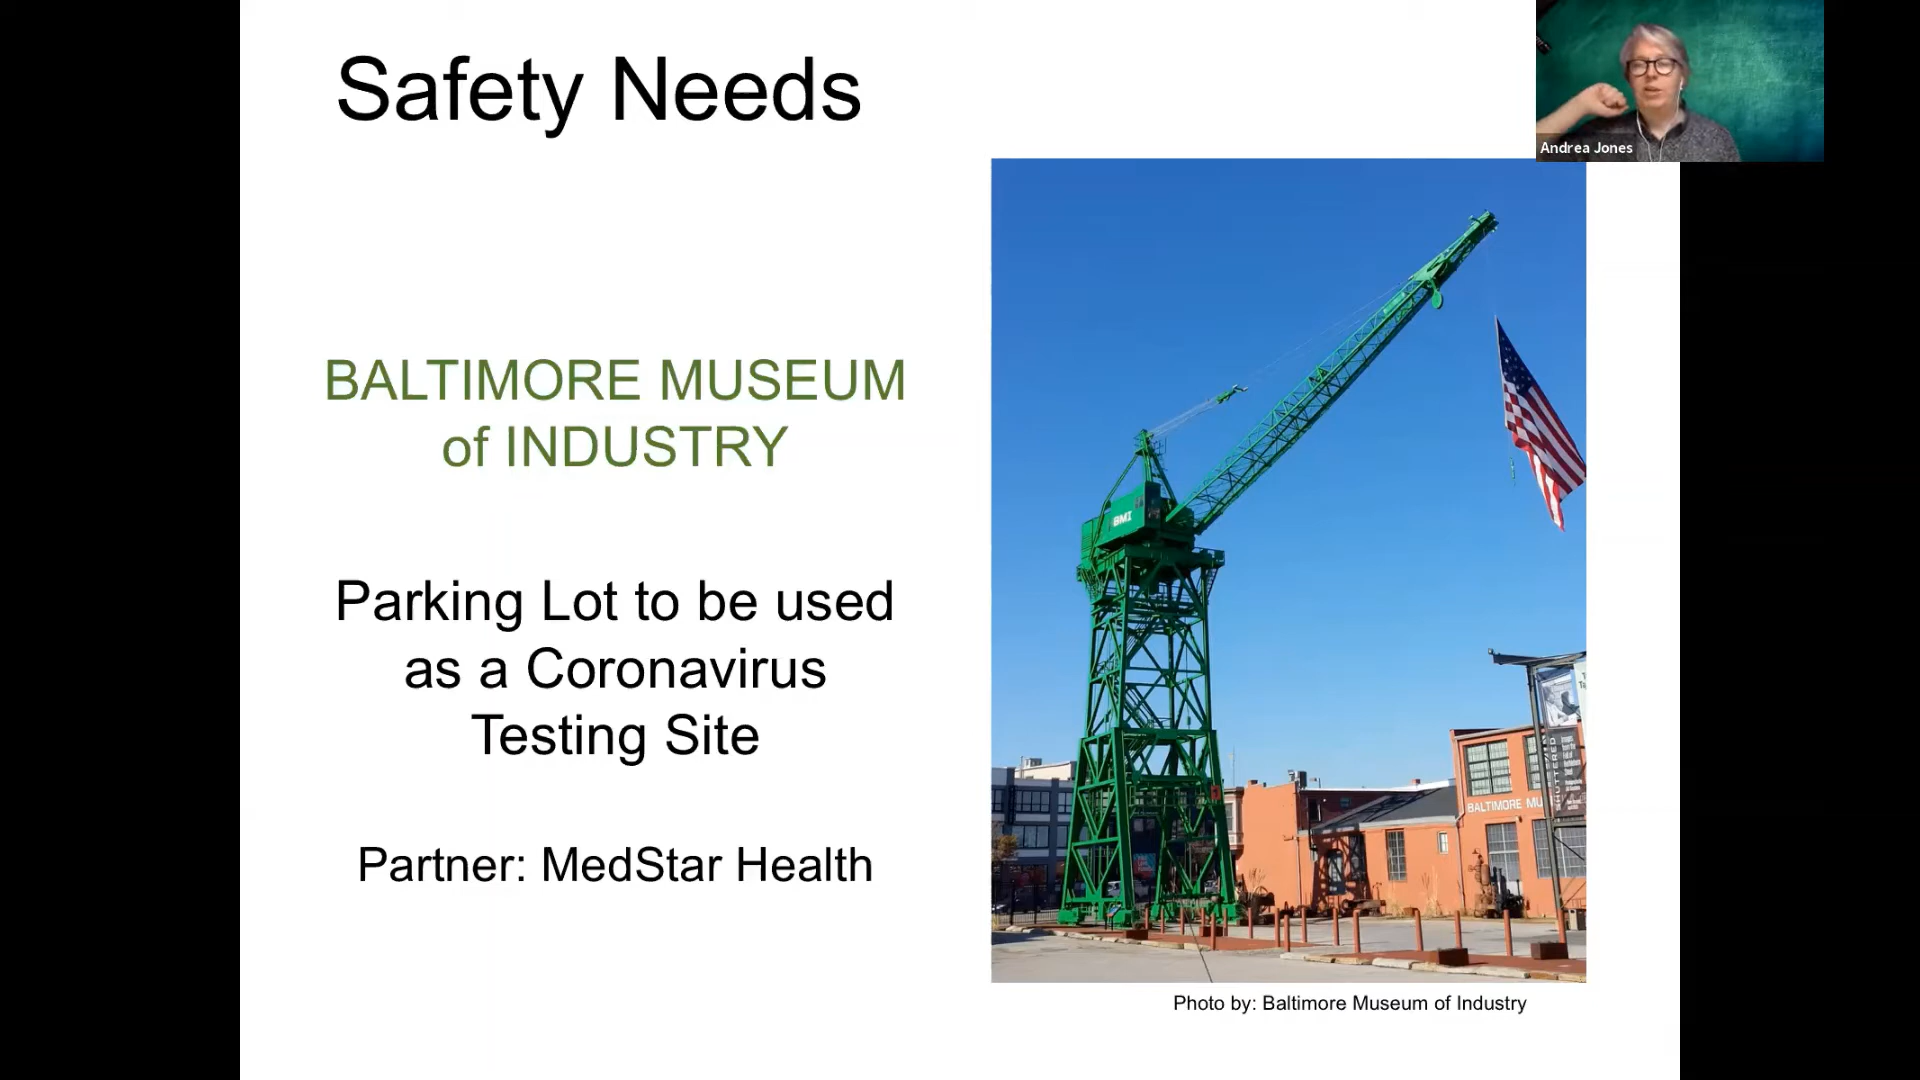 Safety Needs
Andrea Jones
BALTIMORE MUSEUM
of INDUSTRY
Parking Lot to be used
as a Coronavirus
Testing Site
Partner: MedStar Health
BMI
BALTIMORE MU
SHUTTERED
Photo by: Baltimore Museum of Industry